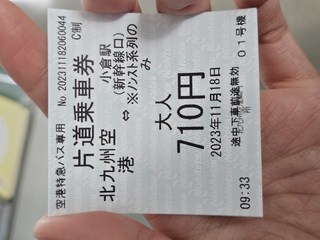 空港特急バス専用 No.202311182060044
片道乗車券 C制
北九州空港 ⇔ 小倉駅(新幹線口)
※ノンストップ系列のみ
大人
710円
2023年11月18日
途中下車前途無効
09:33 01号機